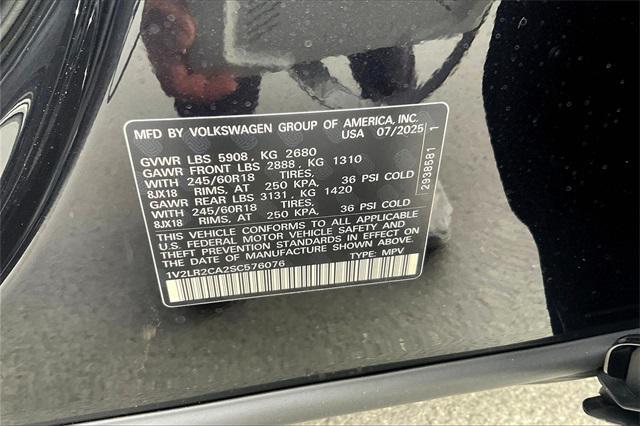 MFD BY VOLKSWAGEN GROUP OF AMERICA, INC.
USA 07/2025
GVWR LBS 5908, KG 2680
GAWR FRONT LBS 2888, KG 1310
WITH 245/60R18 TIRES,
8JX18 RIMS, AT 250 KPA, 36 PSI COLD
GAWR REAR LBS 3131, KG 1420
WITH 245/60R18 TIRES,
8JX18 RIMS, AT 250 KPA, 36 PSI COLD
THIS VEHICLE CONFORMS TO ALL APPLICABLE
U.S. FEDERAL MOTOR VEHICLE SAFETY AND
THEFT PREVENTION STANDARDS IN EFFECT ON
THE DATE OF MANUFACTURE SHOWN ABOVE.
1V2LR2CA2SC576076 TYPE: MPV
2938581 1